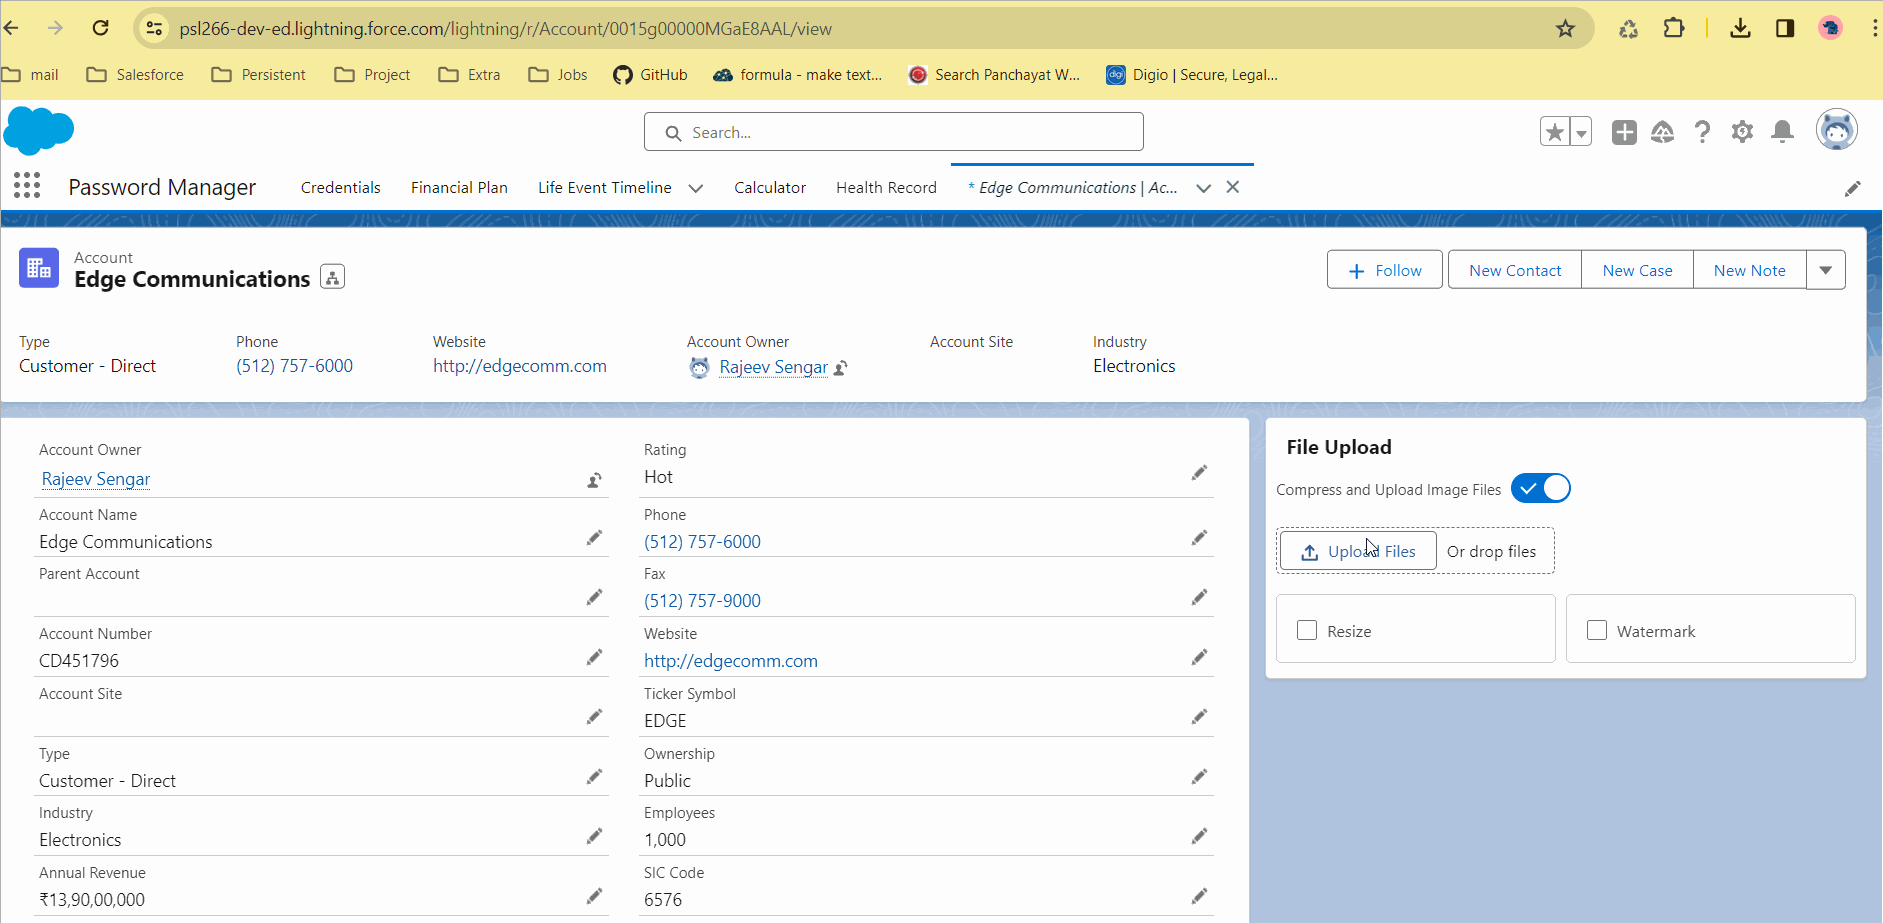 psl266-dev-ed.lightning.force.com/lightning/r/Account/0015g00000MGaE8AAL/view
mail Salesforce Persistent Project Extra Jobs GitHub formula - make text... Search Panchayat W... Digio | Secure, Legal...
Search...
Password Manager Credentials Financial Plan Life Event Timeline Calculator Health Record * Edge Communications | Ac...
Account
Edge Communications
Follow New Contact New Case New Note
Type Phone Website Account Owner Account Site Industry
Customer - Direct (512) 757-6000 http://edgecomm.com Rajeev Sengar Electronics
Account Owner
Rajeev Sengar
Account Name
Edge Communications
Parent Account
Account Number
CD451796
Account Site
Type
Customer - Direct
Industry
Electronics
Annual Revenue
₹13,90,00,000
Rating
Hot
Phone
(512) 757-6000
Fax
(512) 757-9000
Website
http://edgecomm.com
Ticker Symbol
EDGE
Ownership
Public
Employees
1,000
SIC Code
6576
File Upload
Compress and Upload Image Files
Upload Files Or drop files
Resize Watermark